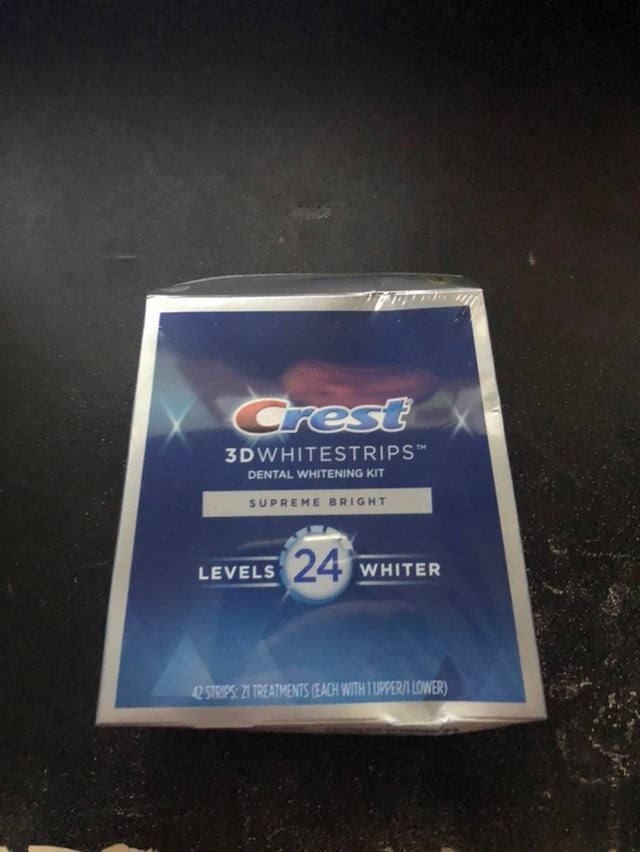 Crest
3DWHITESTRIPS™
DENTAL WHITENING KIT
SUPREME BRIGHT
LEVELS 24 WHITER
42 STRIPS: 21 TREATMENTS (EACH WITH 1 UPPER/1 LOWER)